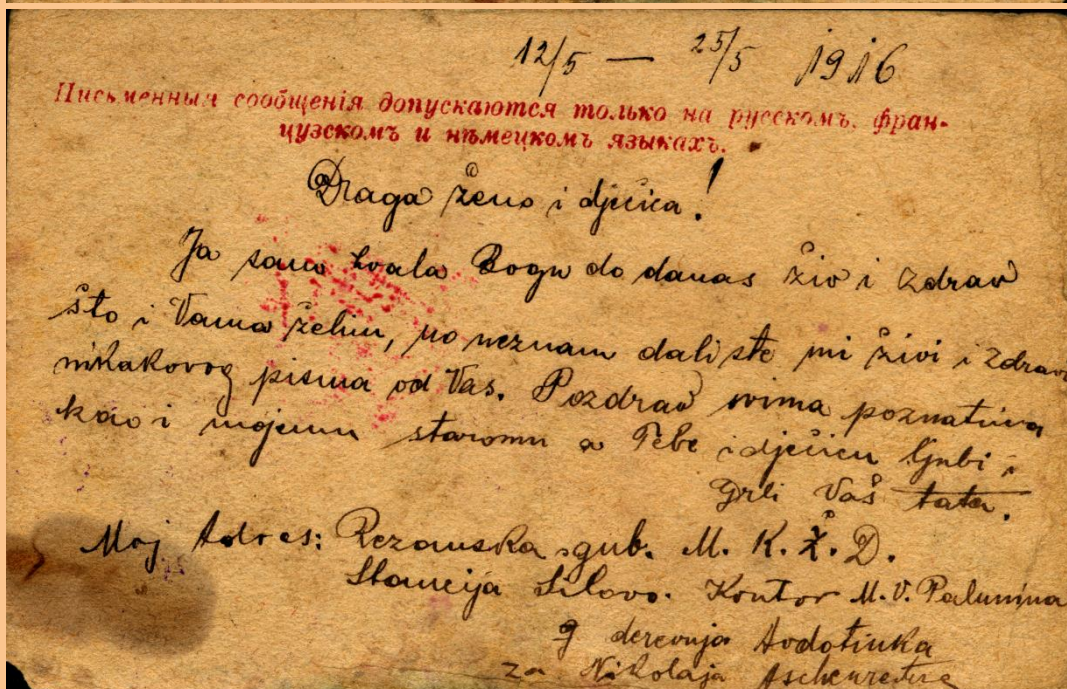 12/5 — 25/5 1916
Письменныя сообщенія допускаются только на русскомъ, фран-
цузскомъ и нѣмецкомъ языкахъ.
Draga ženo i dječica!
Ja sam hvala Bogu do danas živ i zdrav
što i Vama želim, no neznam dali ste mi živi i zdravi
nikakovog pisma od Vas. Pozdrav svima poznatima
kao i mojemu staromu a Tebe i dječicu ljubi i
grli Vaš tata.
Moj Adres: Rezanska gub. M. K. Ž. D.
Stancija Šilovo. Kontor M. V. Palunina
derevnja Avdotinka
za Nikolaja